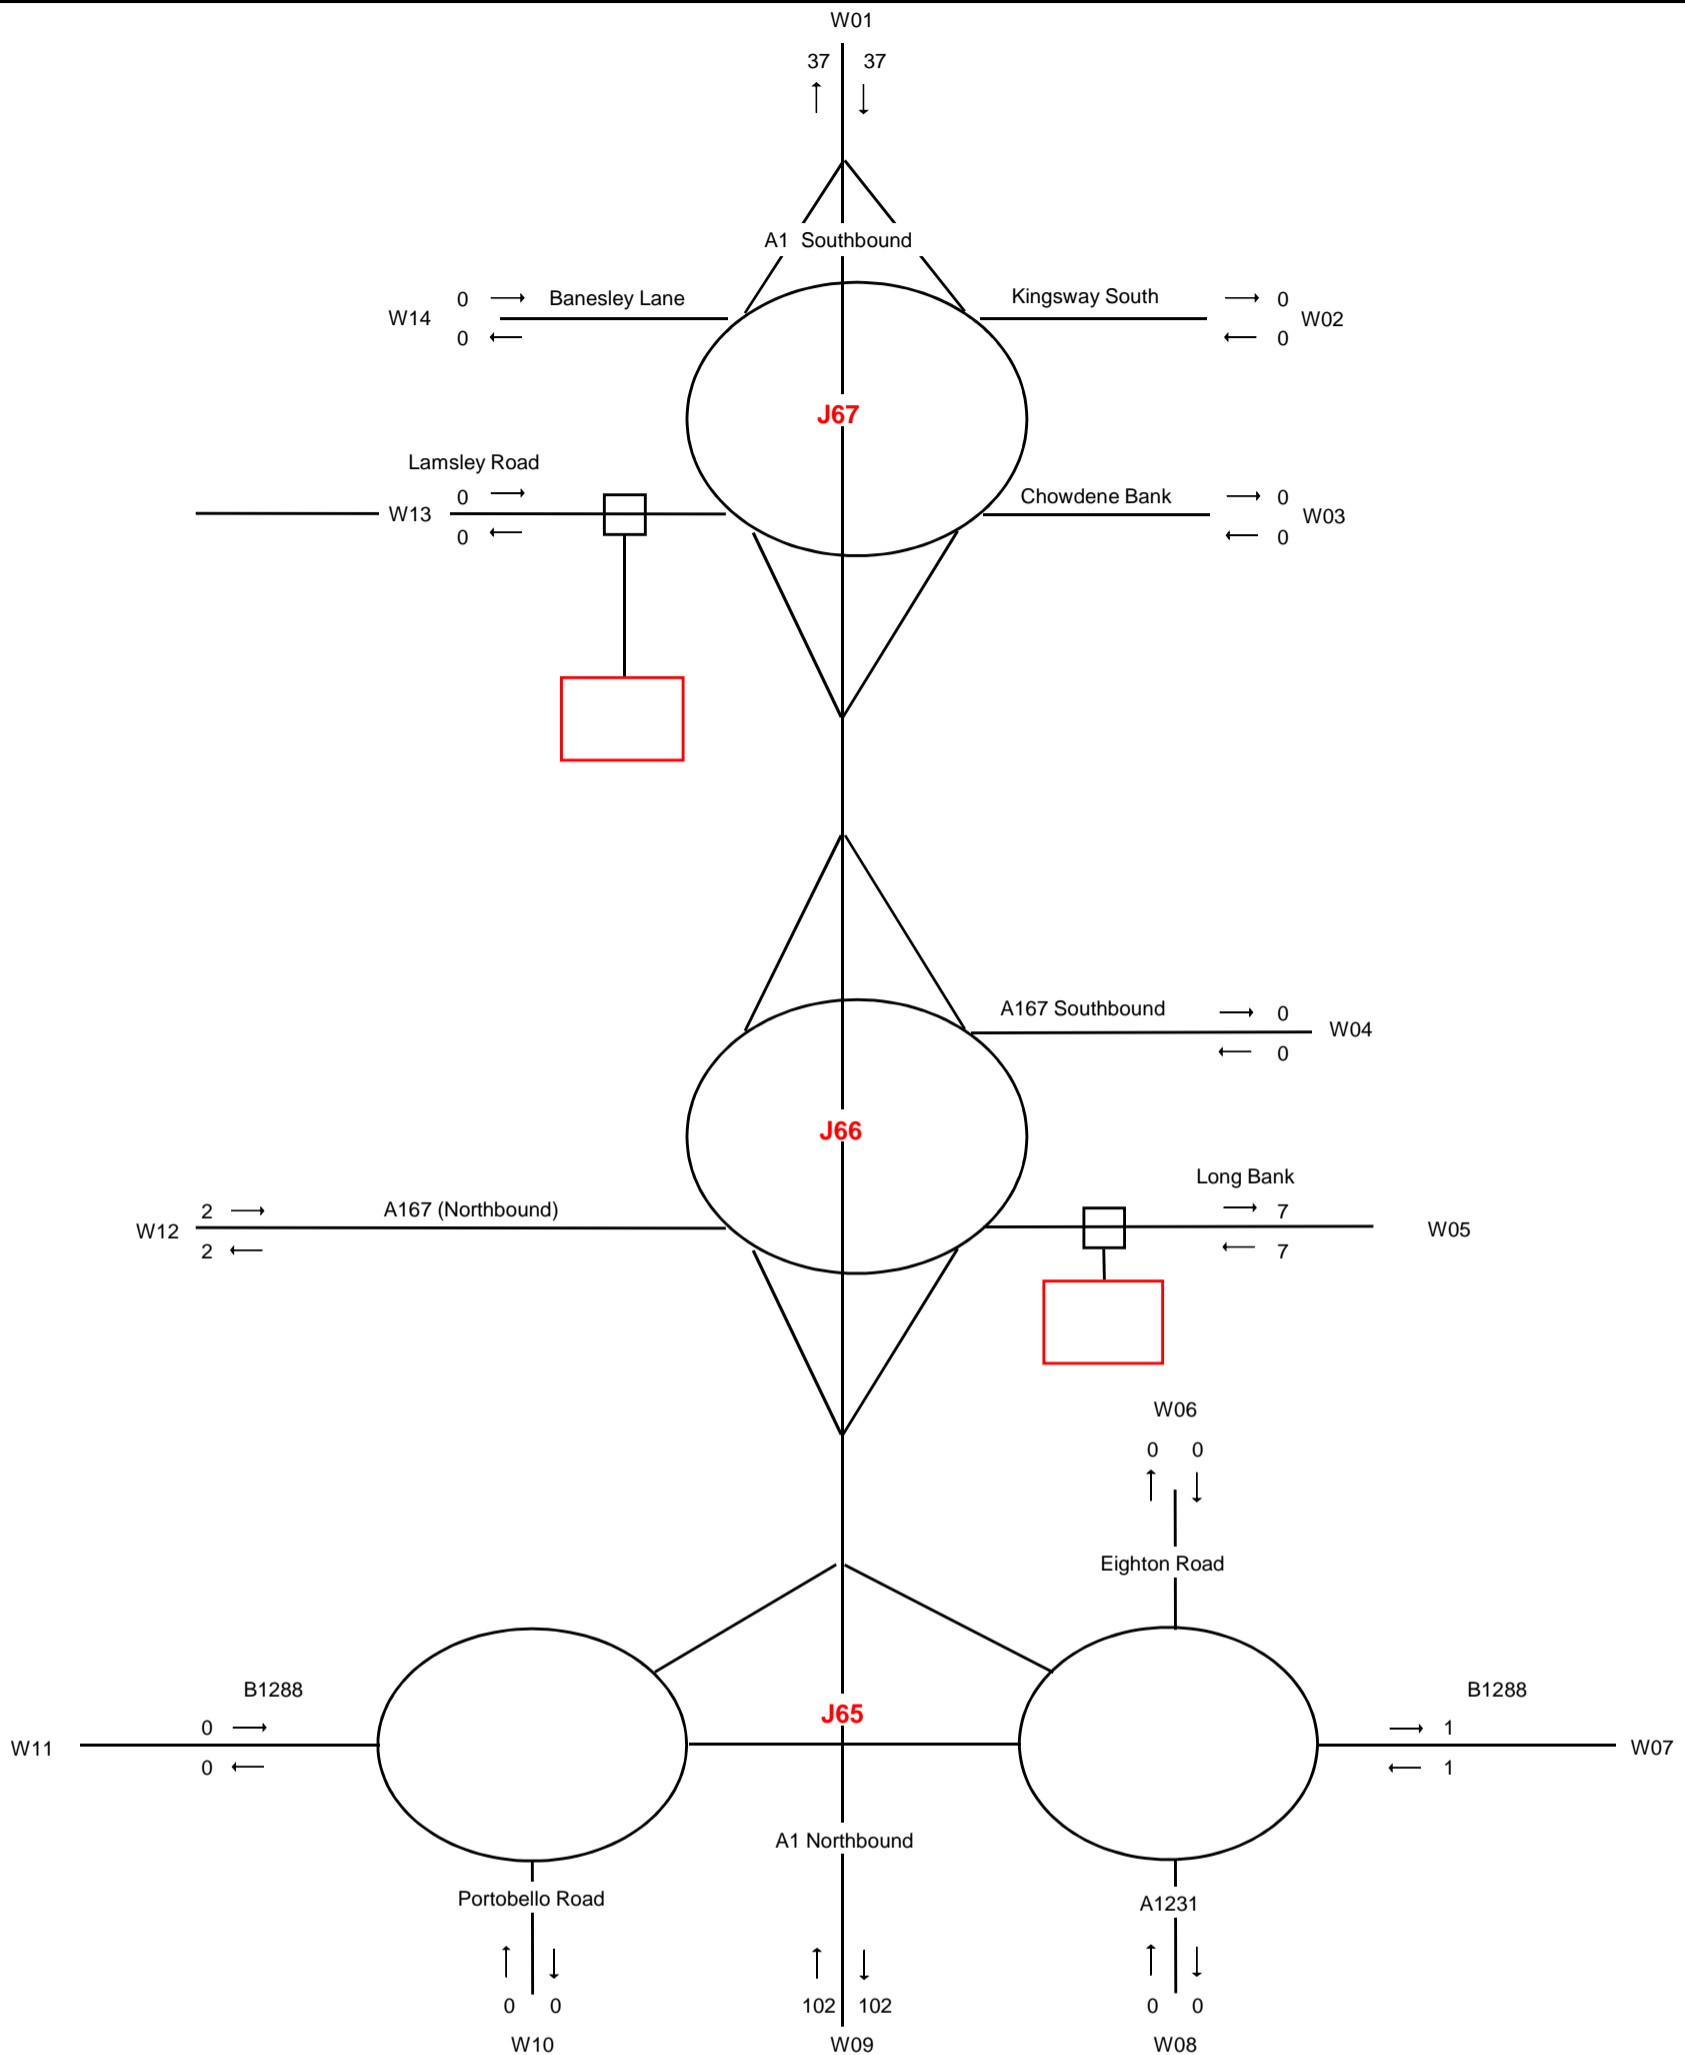 W01
37 37
A1 Southbound
0 Banesley Lane
Kingsway South 0
W14
W02
0
0
J67
Lamsley Road
0
Chowdene Bank 0
W13
W03
0
0
A167 Southbound 0
W04
0
J66
Long Bank
2 A167 (Northbound)
7
W12
W05
2
7
W06
0 0
Eighton Road
B1288
B1288
J65
0
1
W11
W07
0
1
A1 Northbound
Portobello Road
A1231
0 0
102 102
0 0
W10
W09
W08